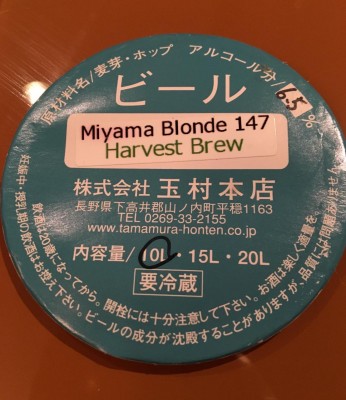 原材料名/麦芽・ホップ アルコール分/6.5%
ビール
Miyama Blonde 147
Harvest Brew
株式会社 玉村本店
長野県下高井郡山ノ内町平穏1163
TEL 0269-33-2155
www.tamamura-honten.co.jp
内容量/10L・15L・20L
要冷蔵
妊娠中・授乳期の飲酒はお控え下さい。
飲酒は20歳になってから。開栓には十分注意して下さい。お酒は楽しく適量を。
ビールの成分が沈殿することがありますが、品質には問題ありません。